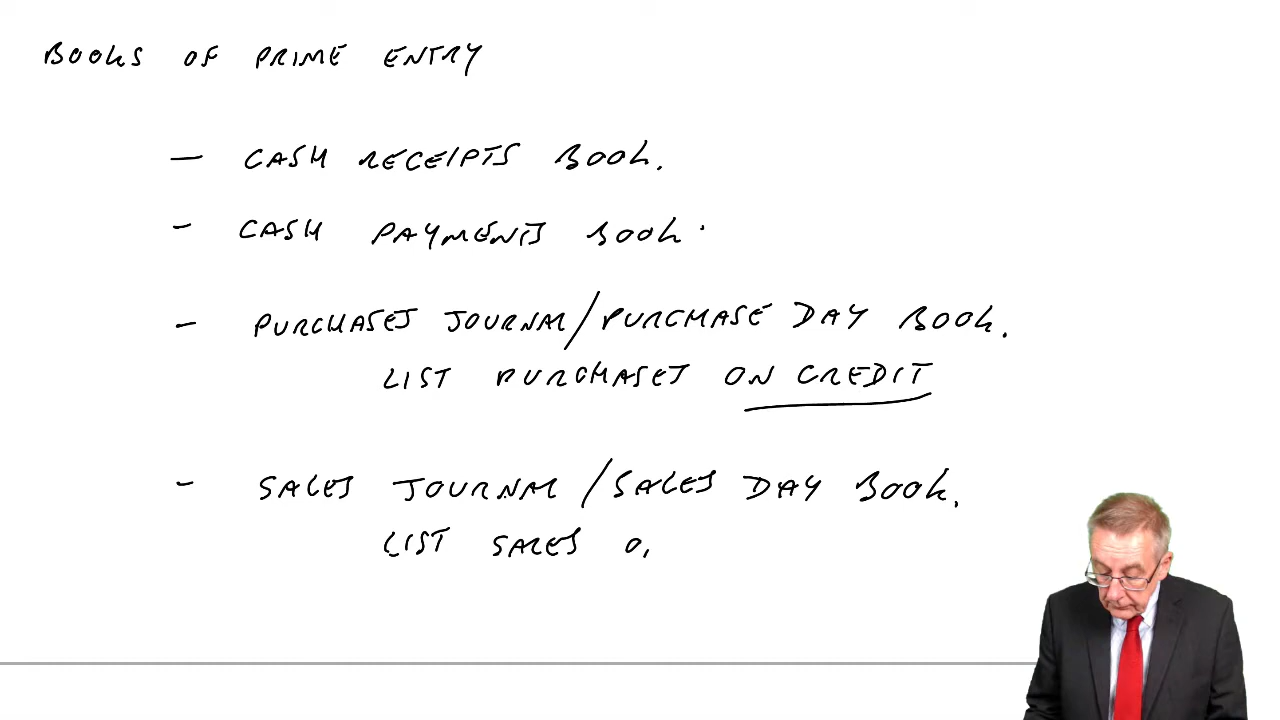 BOOKS OF PRIME ENTRY
— CASH RECEIPTS BOOK.
- CASH PAYMENTS BOOK.
- PURCHASES JOURNAL/PURCHASE DAY BOOK.
LIST PURCHASES ON CREDIT
- SALES JOURNAL/SALES DAY BOOK.
LIST SALES